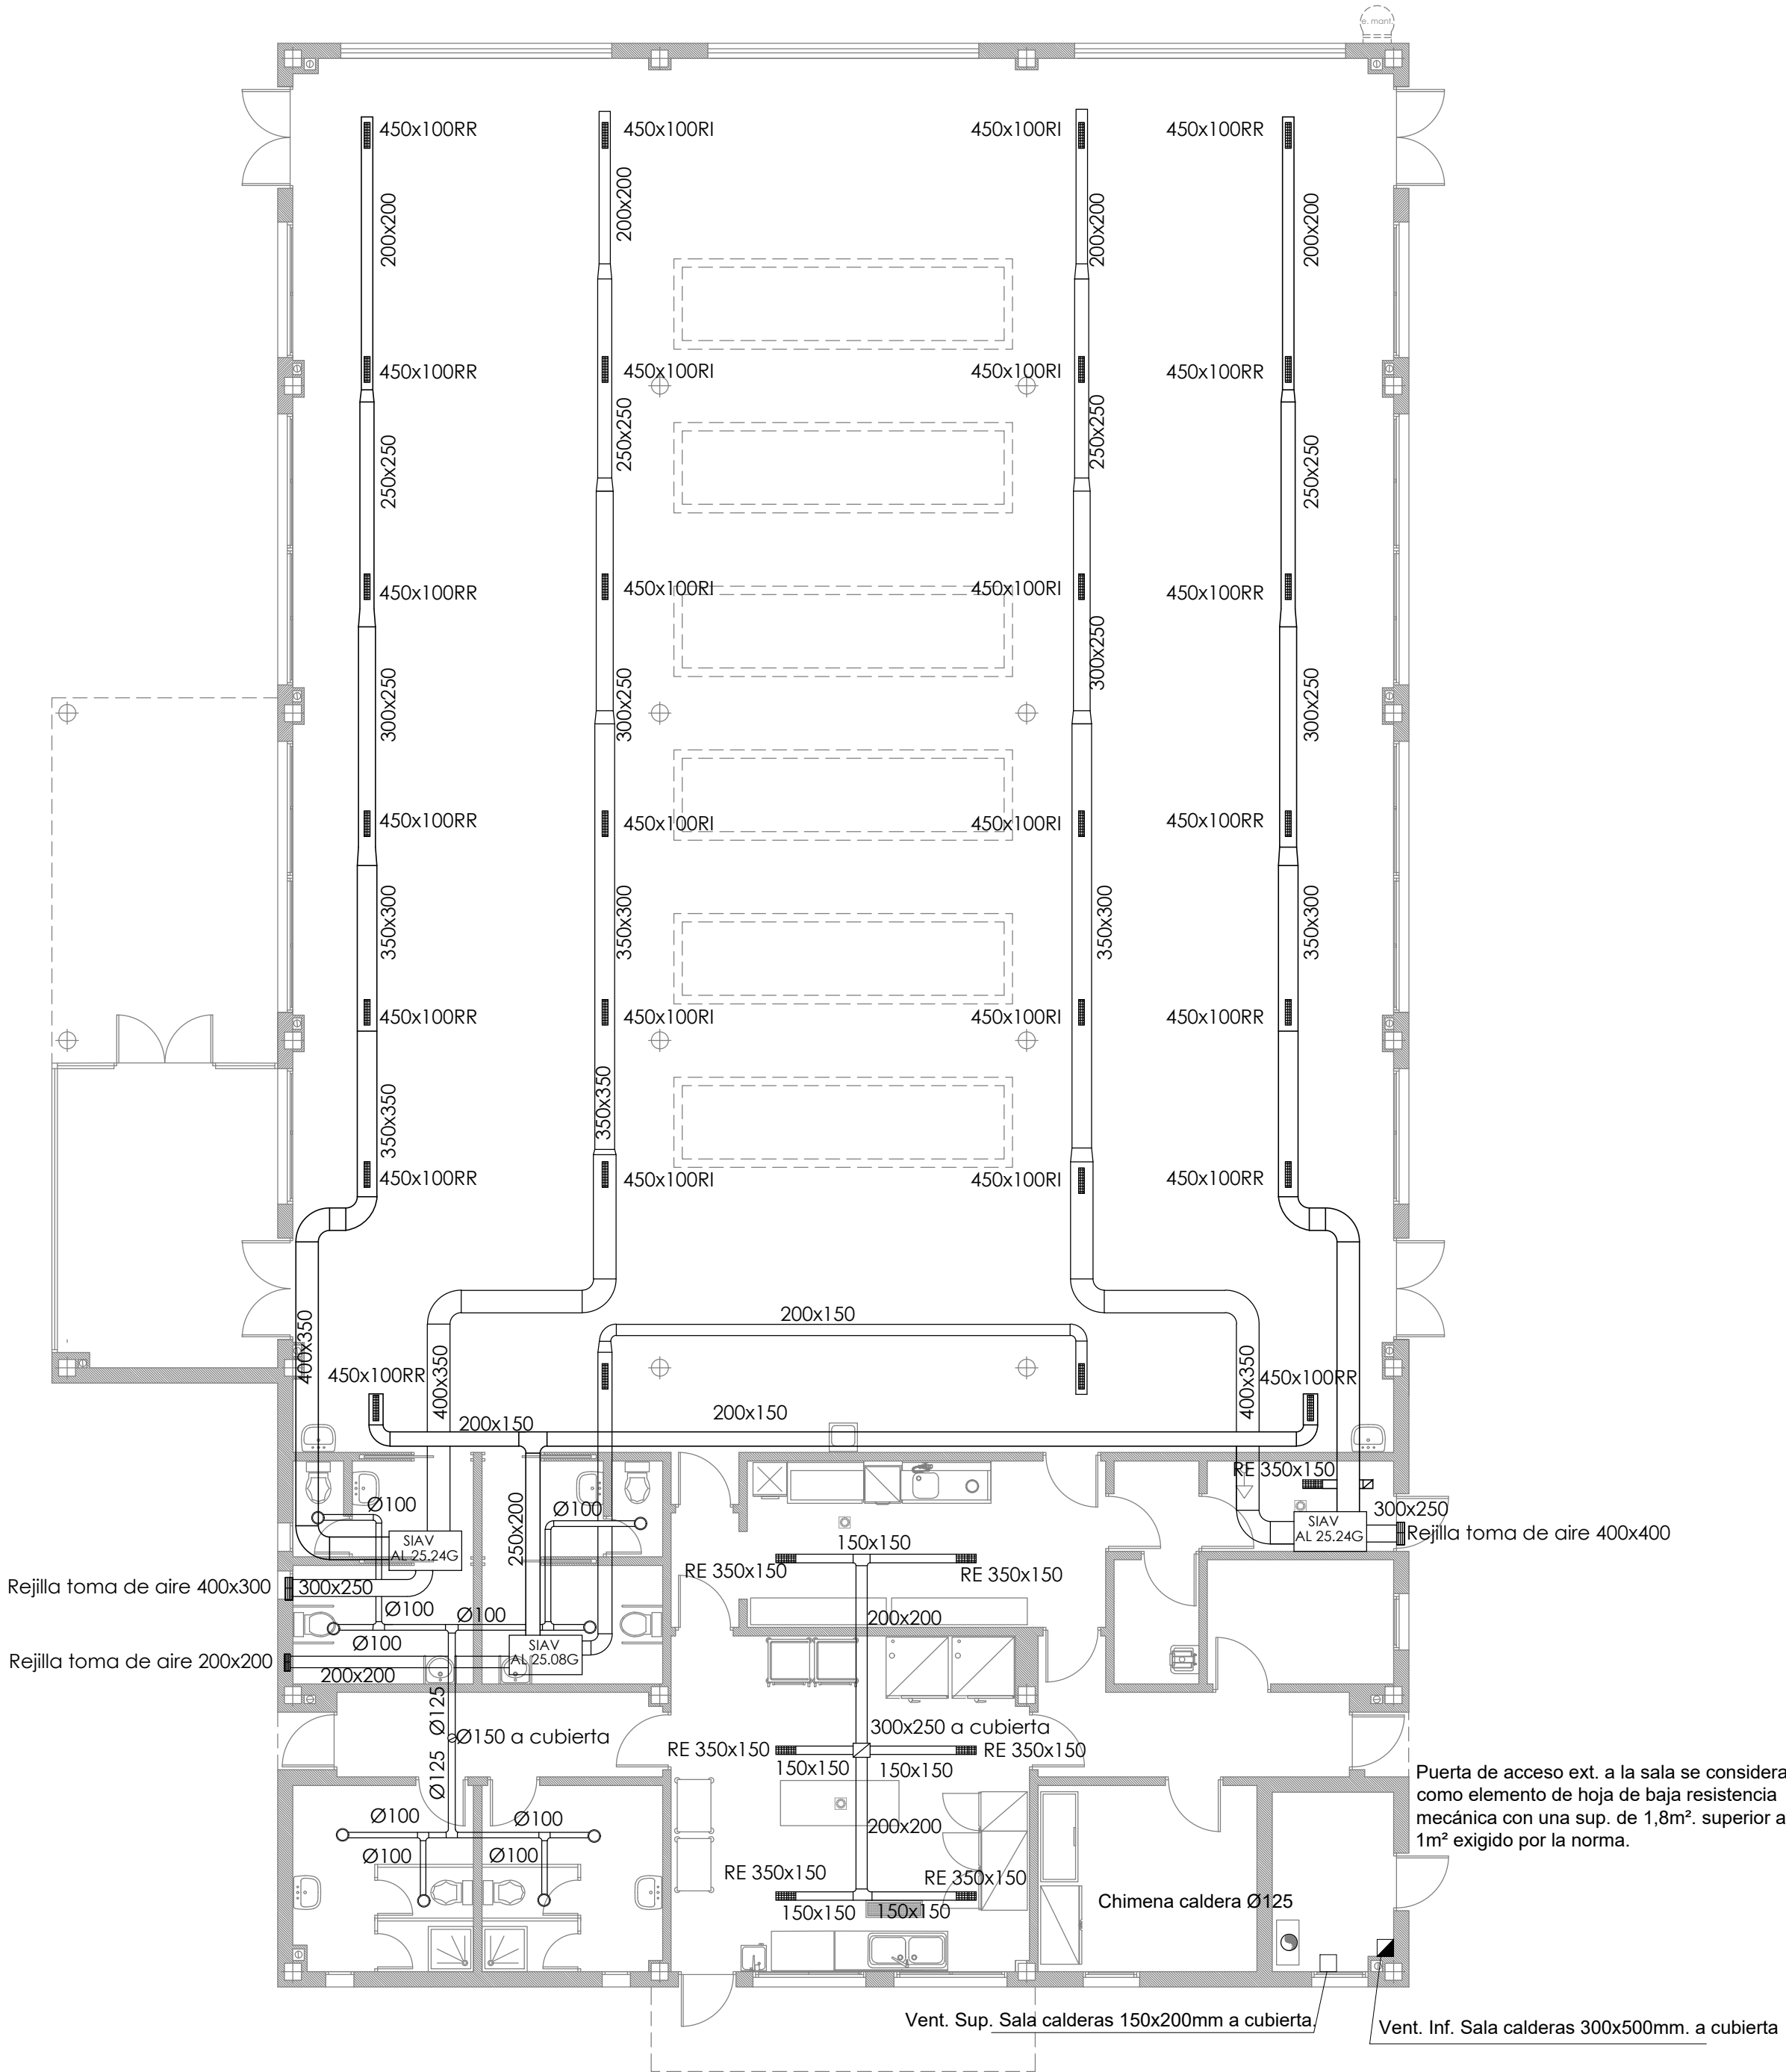 e. mant.
450x100RR
450x100RI
450x100RI
450x100RR
200x200
200x200
200x200
200x200
450x100RR
450x100RI
450x100RI
450x100RR
250x250
250x250
250x250
250x250
450x100RR
450x100RI
450x100RI
450x100RR
300x250
300x250
300x250
300x250
450x100RR
450x100RI
450x100RI
450x100RR
350x300
350x300
350x300
350x300
450x100RR
450x100RI
450x100RI
450x100RR
350x350
350x350
450x100RR
450x100RI
450x100RI
450x100RR
200x150
400x350
400x350
400x350
450x100RR
450x100RR
200x150
200x150
RE 350x150
Ø100
250x200
Ø100
SIAV
AL 25.24G
SIAV
AL 25.24G
300x250
Rejilla toma de aire 400x400
150x150
RE 350x150
RE 350x150
Rejilla toma de aire 400x300
300x250
Ø100
Ø100
200x200
Ø100
SIAV
AL 25.08G
Rejilla toma de aire 200x200
200x200
Ø125
Ø150 a cubierta
300x250 a cubierta
RE 350x150
RE 350x150
Ø125
150x150
150x150
Puerta de acceso ext. a la sala se considera
como elemento de hoja de baja resistencia
mecánica con una sup. de 1,8m². superior a
1m² exigido por la norma.
Ø100
Ø100
200x200
Ø100
Ø100
RE 350x150
RE 350x150
150x150
150x150
Chimena caldera Ø125
Vent. Sup. Sala calderas 150x200mm a cubierta.
Vent. Inf. Sala calderas 300x500mm. a cubierta